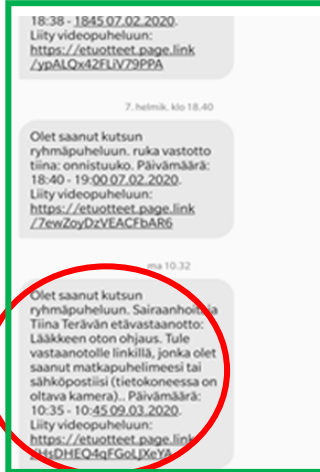 18:38 - 1845 07.02.2020.
Liity videopuheluun:
https://etuotteet.page.link
/ypALQx42FLiV79PPA
7. helmik. klo 18.40
Olet saanut kutsun
ryhmäpuheluun. ruka vastotto
tiina: onnistuuko. Päivämäärä:
18:40 - 19:00 07.02.2020.
Liity videopuheluun:
https://etuotteet.page.link
/7ewZoyDzVEACFbAR6
ma 10.32
Olet saanut kutsun
ryhmäpuheluun. Sairaanhoitaja
Tiina Terävän etävastaanotto:
Lääkkeen oton ohjaus. Tule
vastaanotolle linkillä, jonka olet
saanut matkapuhelimeesi tai
sähköpostiisi (tietokoneessa on
oltava kamera).. Päivämäärä:
10:35 - 10:45 09.03.2020.
Liity videopuheluun:
https://etuotteet.page.link
/HsDHEQ4qFGoLJXeYA